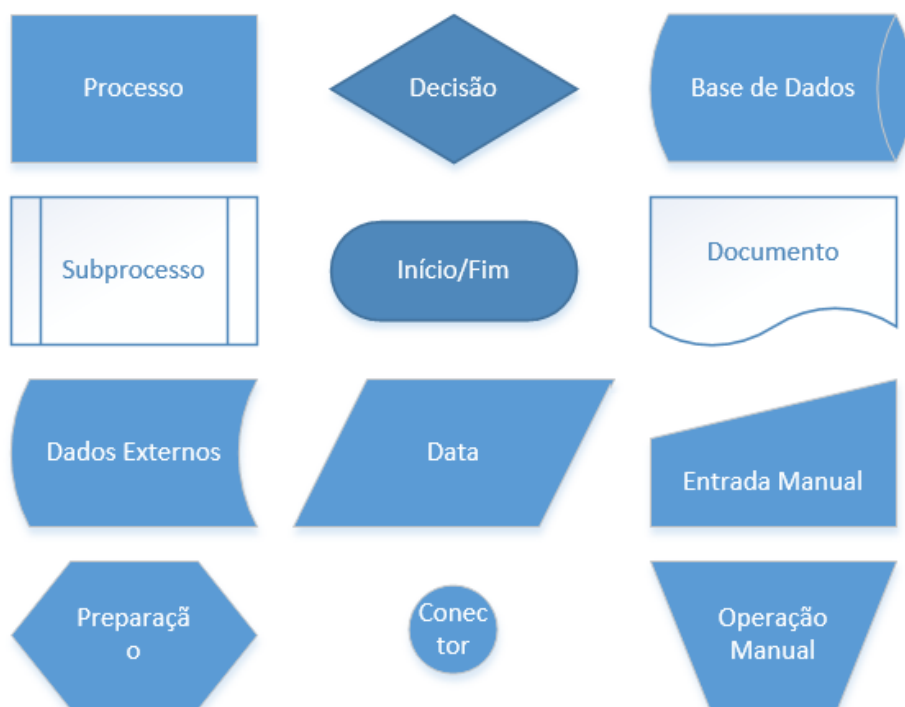 Processo
Decisão
Base de Dados
Subprocesso
Início/Fim
Documento
Dados Externos
Data
Entrada Manual
Preparaçã
o
Conec
tor
Operação
Manual